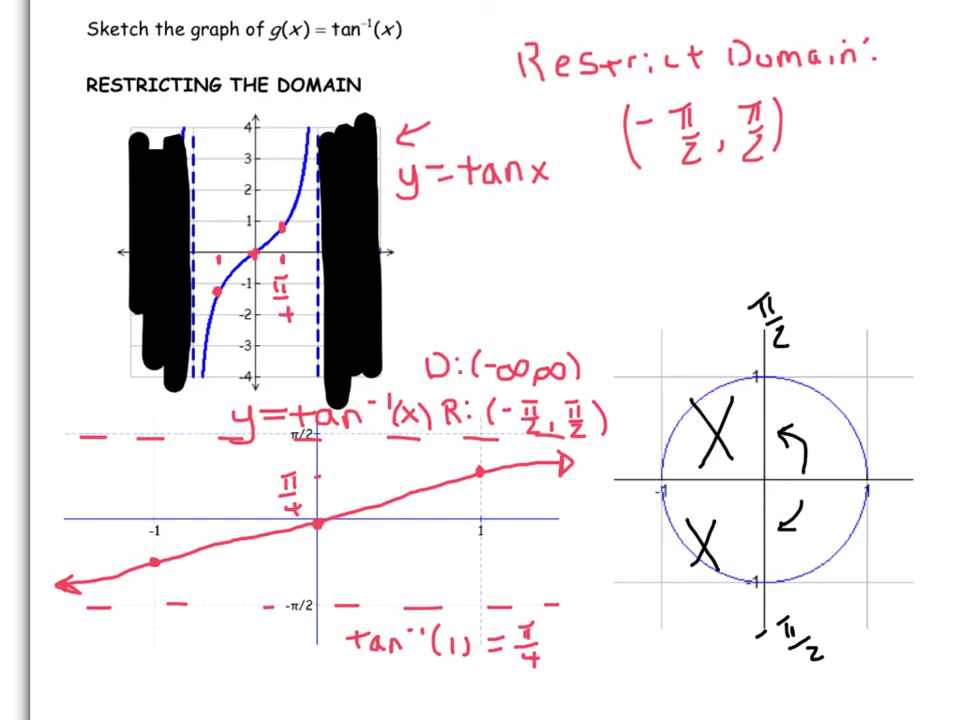 Sketch the graph of g(x) = tan⁻¹(x)
Restrict Domain:
RESTRICTING THE DOMAIN
(-π/2, π/2)
4
3
2
1
-1
-2
-3
-4
y=tanx
π/4
D: (-∞,∞)
y=tan⁻¹(x) R: (-π/2, π/2)
π/2
π/4
-1
1
-π/2
tan⁻¹(1) = π/4
π/2
1
X
-1
1
X
-1
-π/2